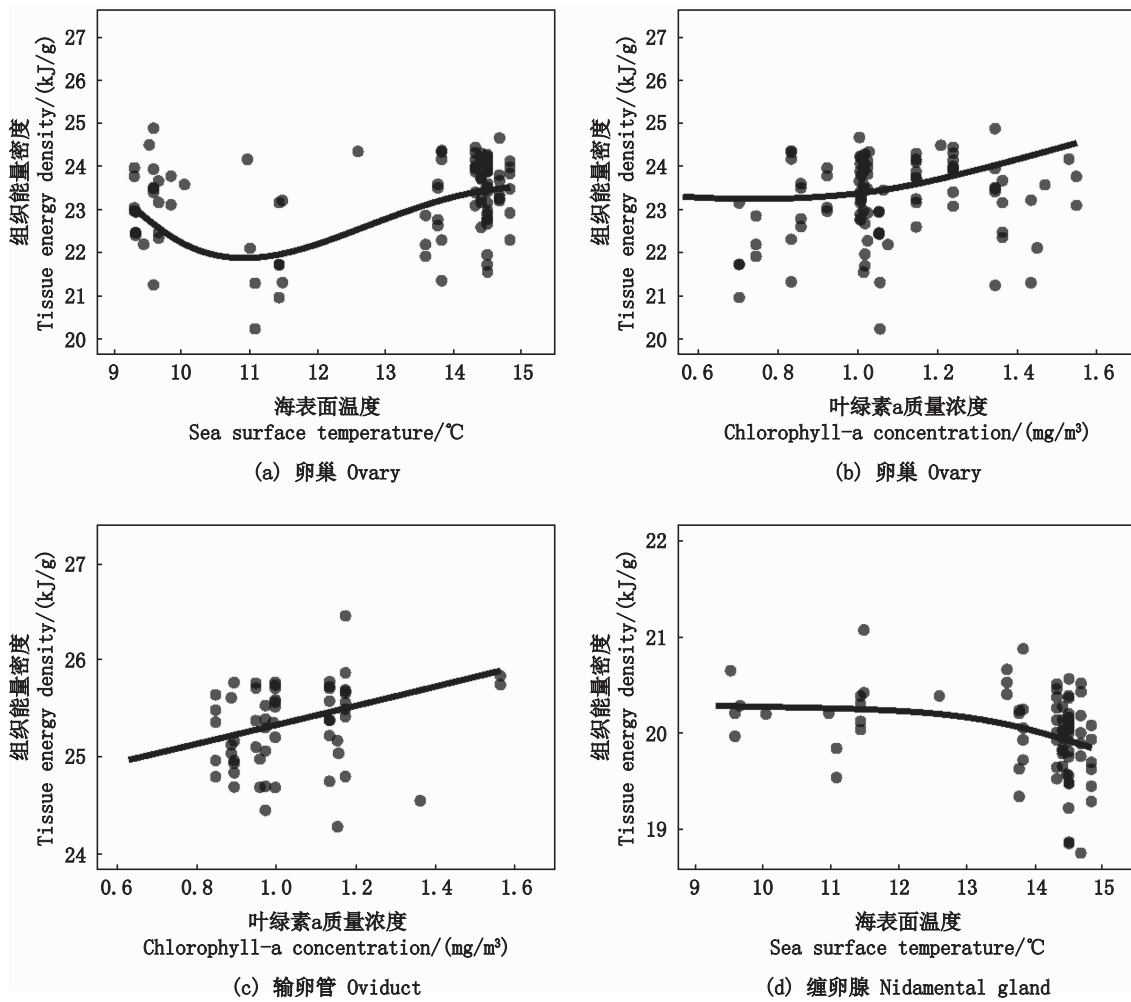 27
26
25
24
23
22
21
20
组织能量密度
Tissue energy density/(kJ/g)
9 10 11 12 13 14 15
海表面温度
Sea surface temperature/℃
(a) 卵巢 Ovary
27
26
25
24
23
22
21
20
组织能量密度
Tissue energy density/(kJ/g)
0.6 0.8 1.0 1.2 1.4 1.6
叶绿素a质量浓度
Chlorophyll-a concentration/(mg/m³)
(b) 卵巢 Ovary
27
26
25
24
组织能量密度
Tissue energy density/(kJ/g)
0.6 0.8 1.0 1.2 1.4 1.6
叶绿素a质量浓度
Chlorophyll-a concentration/(mg/m³)
(c) 输卵管 Oviduct
22
21
20
19
组织能量密度
Tissue energy density/(kJ/g)
9 10 11 12 13 14 15
海表面温度
Sea surface temperature/℃
(d) 缠卵腺 Nidamental gland